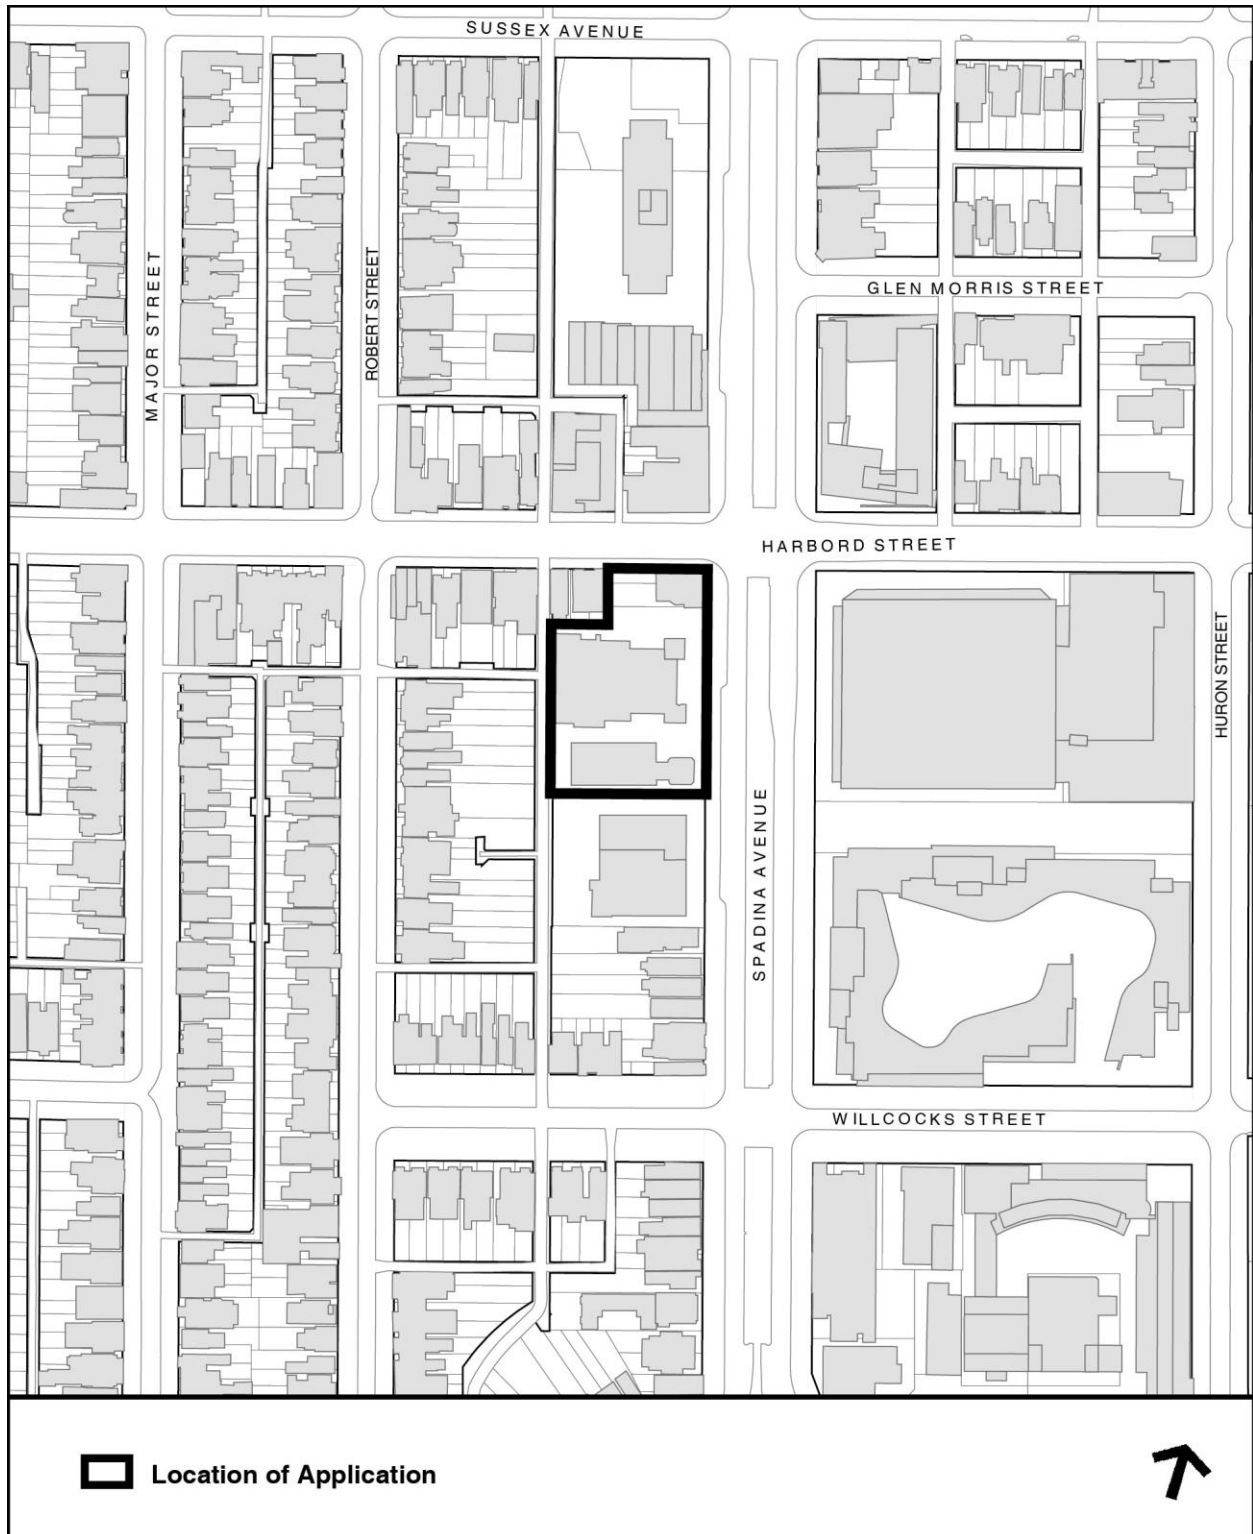 SUSSEX AVENUE
MAJOR STREET
ROBERT STREET
GLEN MORRIS STREET
HARBORD STREET
HURON STREET
SPADINA AVENUE
WILLCOCKS STREET
Location of Application